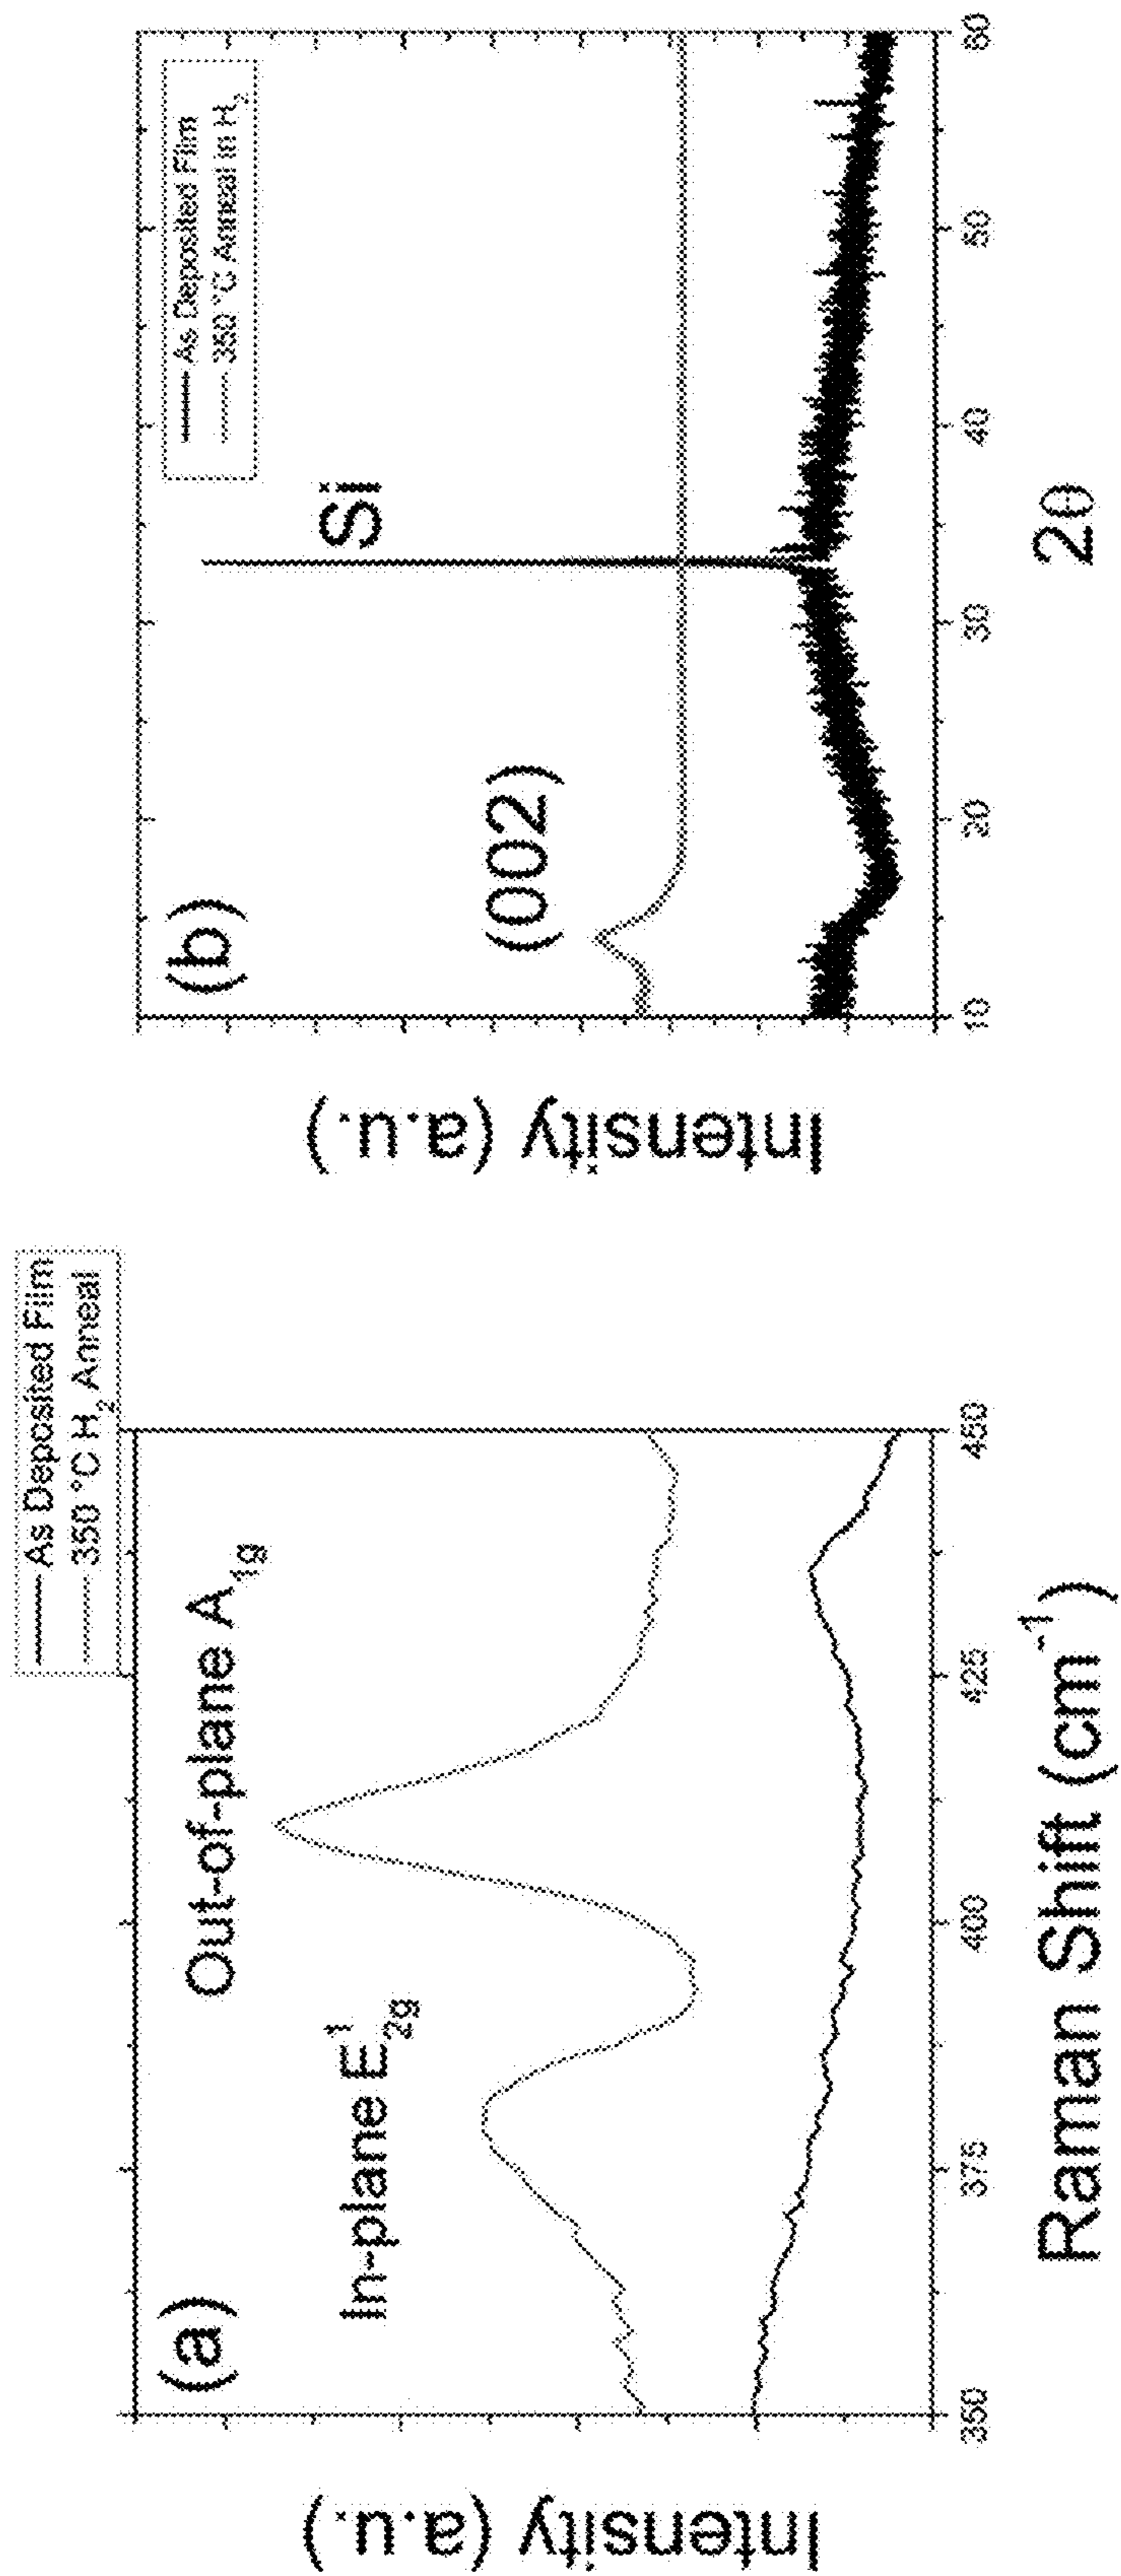 (a)
As Deposited Film
350 °C H2 Anneal
Out-of-plane A1g
In-plane E12g
Intensity (a.u.)
350 375 400 425 450
Raman Shift (cm-1)
(b)
As Deposited Film
350 °C Anneal in H2
Si
(002)
Intensity (a.u.)
10 20 30 40 50 60
2θ